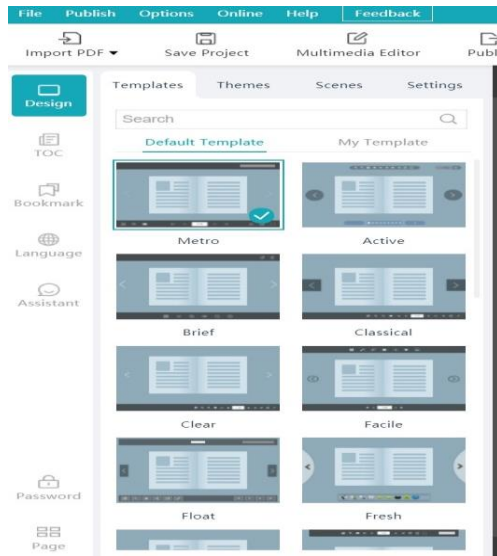 File Publish Options Online Help Feedback
Import PDF Save Project Multimedia Editor Publ
Design
TOC
Bookmark
Language
Assistant
Password
Page
Templates Themes Scenes Settings
Search
Default Template My Template
Metro Active
Brief Classical
Clear Facile
Float Fresh